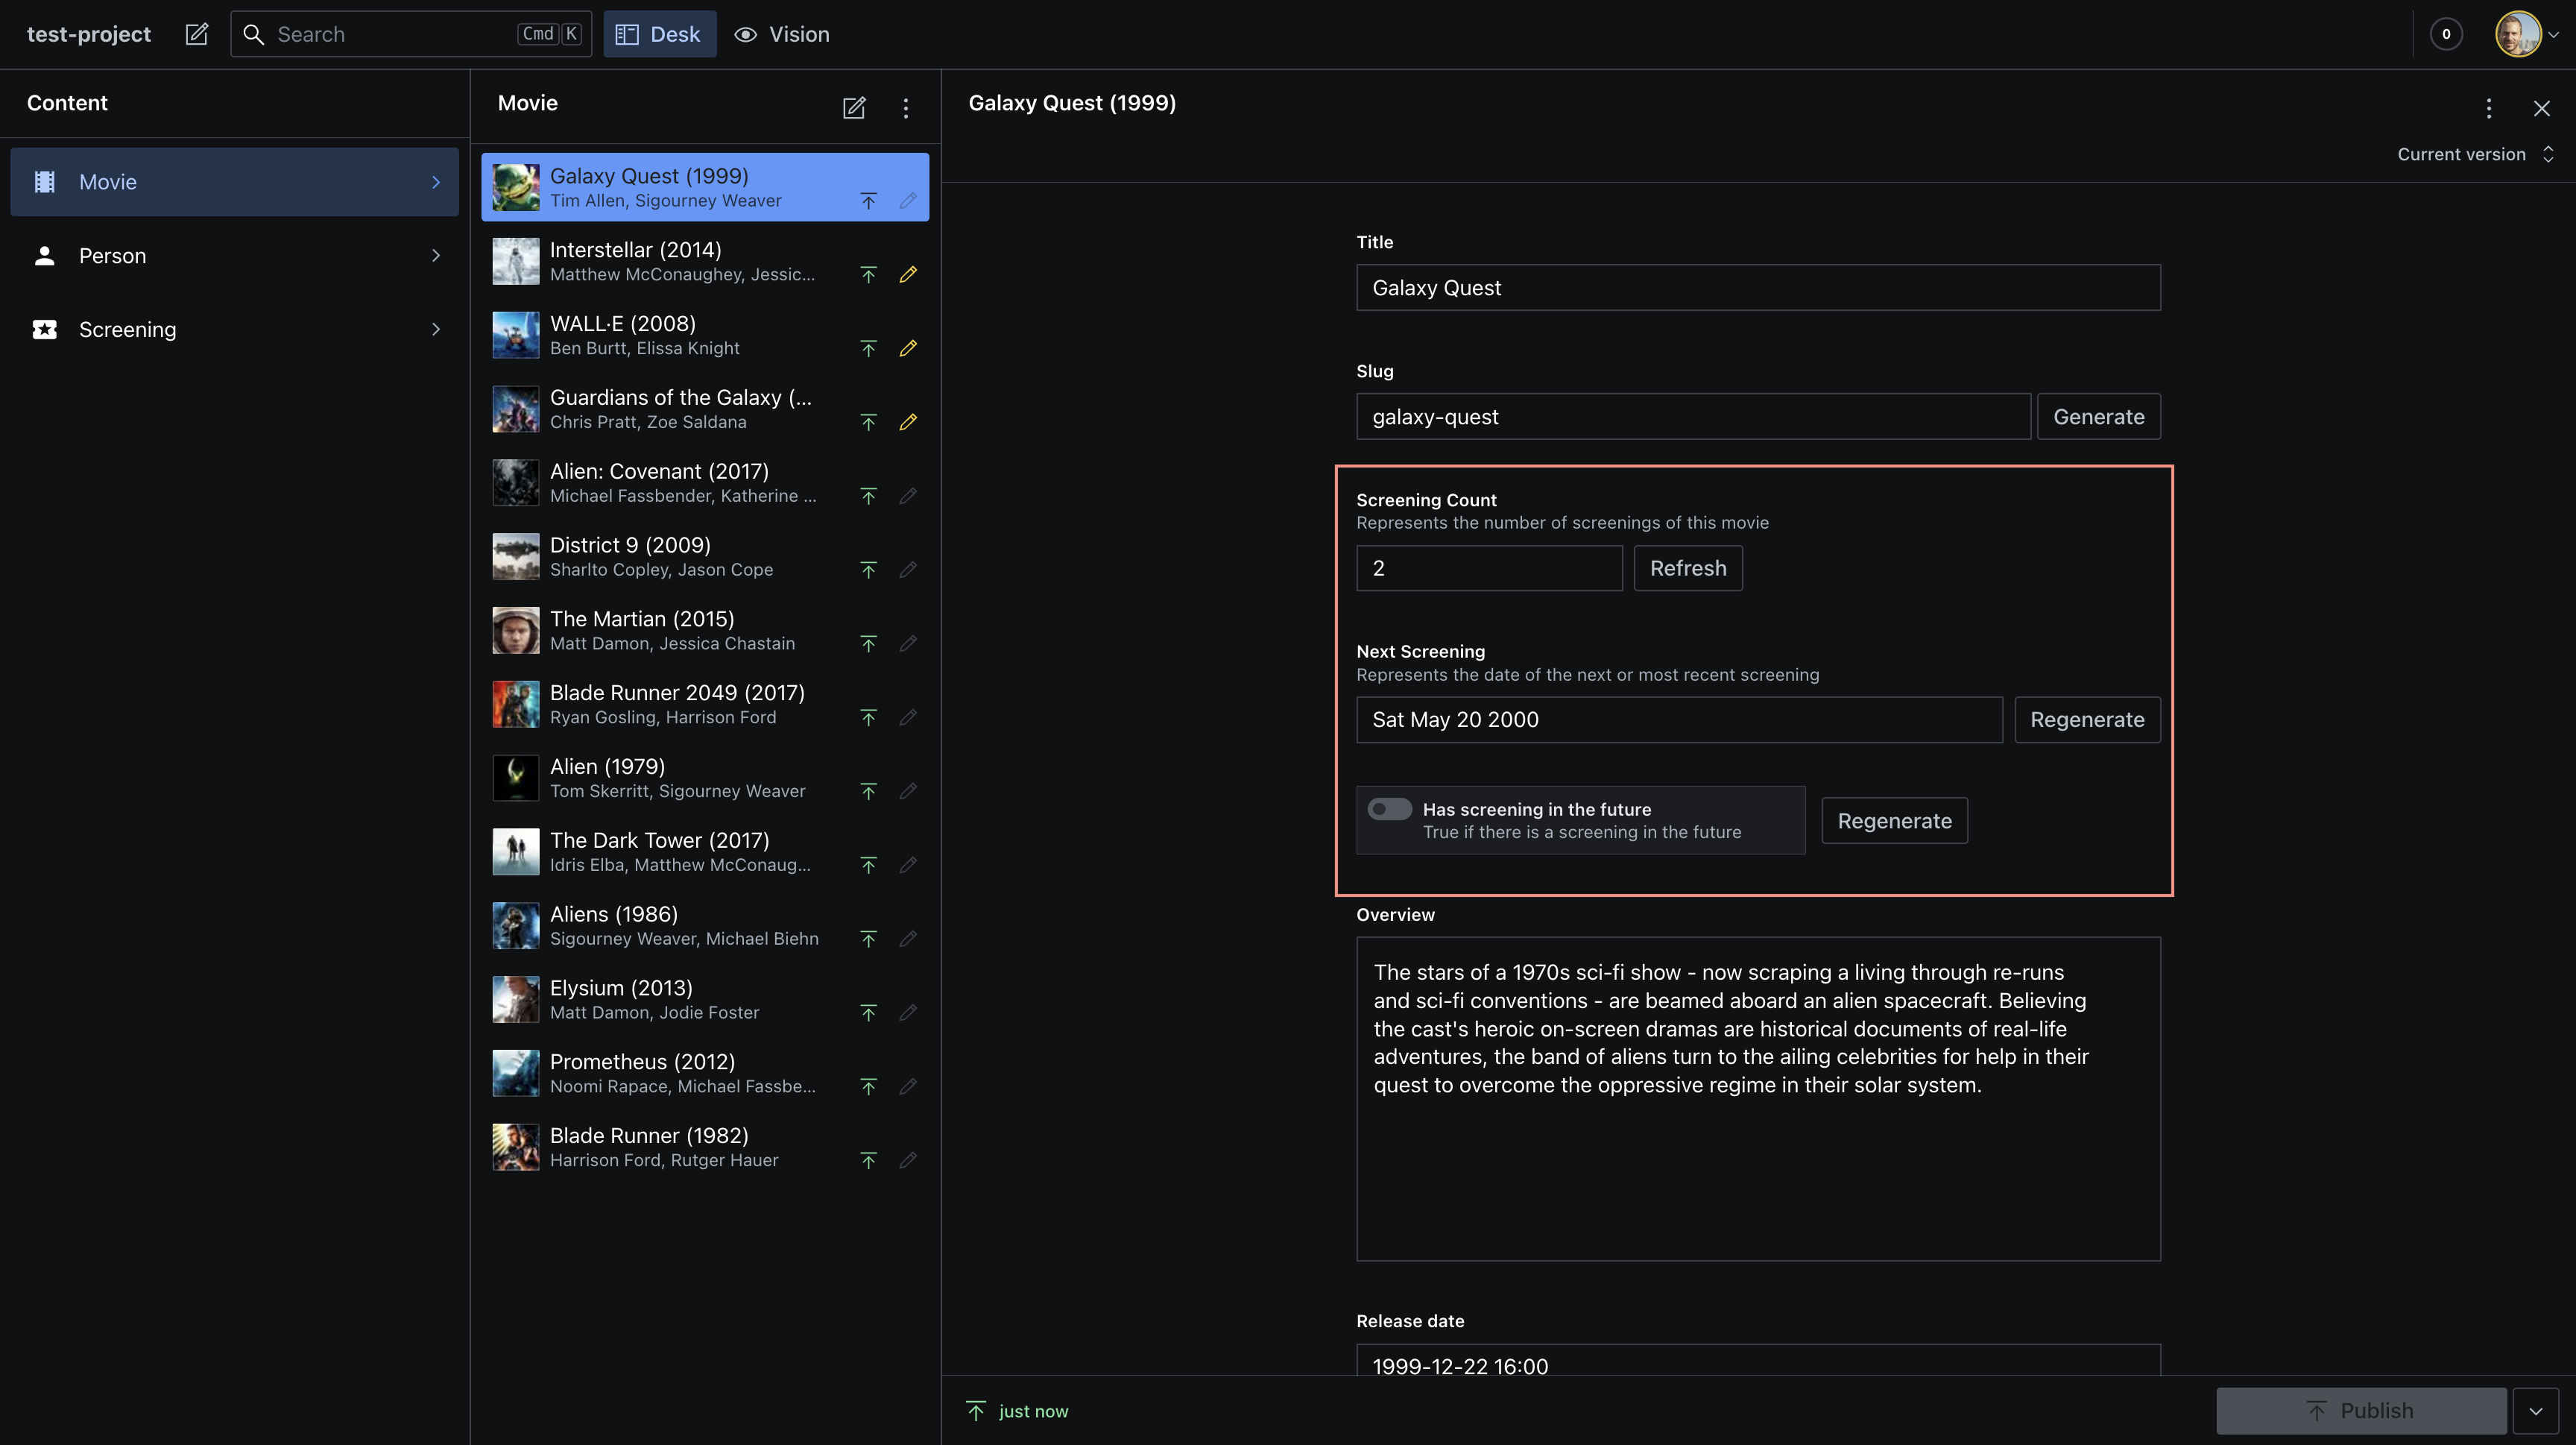 test-project
Search
Cmd K
Desk
Vision
0
Content
Movie
Person
Screening
Movie
Galaxy Quest (1999)
Tim Allen, Sigourney Weaver
Interstellar (2014)
Matthew McConaughey, Jessic...
WALL·E (2008)
Ben Burtt, Elissa Knight
Guardians of the Galaxy (...
Chris Pratt, Zoe Saldana
Alien: Covenant (2017)
Michael Fassbender, Katherine ...
District 9 (2009)
Sharlto Copley, Jason Cope
The Martian (2015)
Matt Damon, Jessica Chastain
Blade Runner 2049 (2017)
Ryan Gosling, Harrison Ford
Alien (1979)
Tom Skerritt, Sigourney Weaver
The Dark Tower (2017)
Idris Elba, Matthew McConaug...
Aliens (1986)
Sigourney Weaver, Michael Biehn
Elysium (2013)
Matt Damon, Jodie Foster
Prometheus (2012)
Noomi Rapace, Michael Fassbe...
Blade Runner (1982)
Harrison Ford, Rutger Hauer
Galaxy Quest (1999)
Current version
Title
Galaxy Quest
Slug
galaxy-quest
Generate
Screening Count
Represents the number of screenings of this movie
2
Refresh
Next Screening
Represents the date of the next or most recent screening
Sat May 20 2000
Regenerate
Has screening in the future
True if there is a screening in the future
Regenerate
Overview
The stars of a 1970s sci-fi show - now scraping a living through re-runs
and sci-fi conventions - are beamed aboard an alien spacecraft. Believing
the cast's heroic on-screen dramas are historical documents of real-life
adventures, the band of aliens turn to the ailing celebrities for help in their
quest to overcome the oppressive regime in their solar system.
Release date
1999-12-22 16:00
just now
Publish